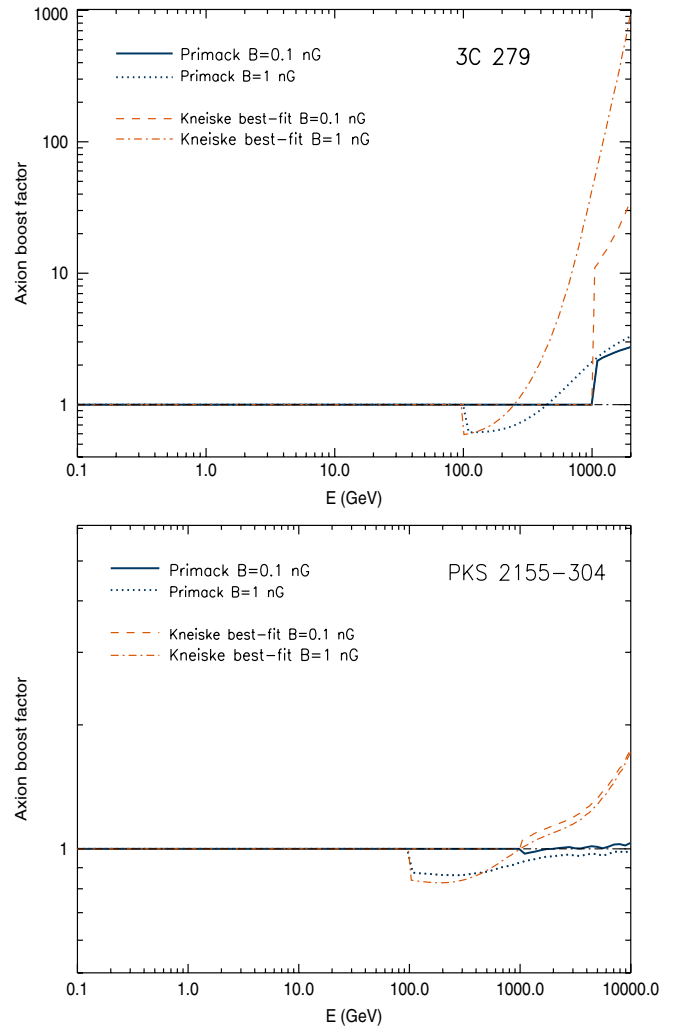 1000
Primack B=0.1 nG
3C 279
Primack B=1 nG
Kneiske best-fit B=0.1 nG
Kneiske best-fit B=1 nG
100
10
1
Axion boost factor
0.1
1.0
10.0
100.0
1000.0
E (GeV)
Primack B=0.1 nG
PKS 2155-304
Primack B=1 nG
Kneiske best-fit B=0.1 nG
Kneiske best-fit B=1 nG
1
Axion boost factor
0.1
1.0
10.0
100.0
1000.0
10000.0
E (GeV)